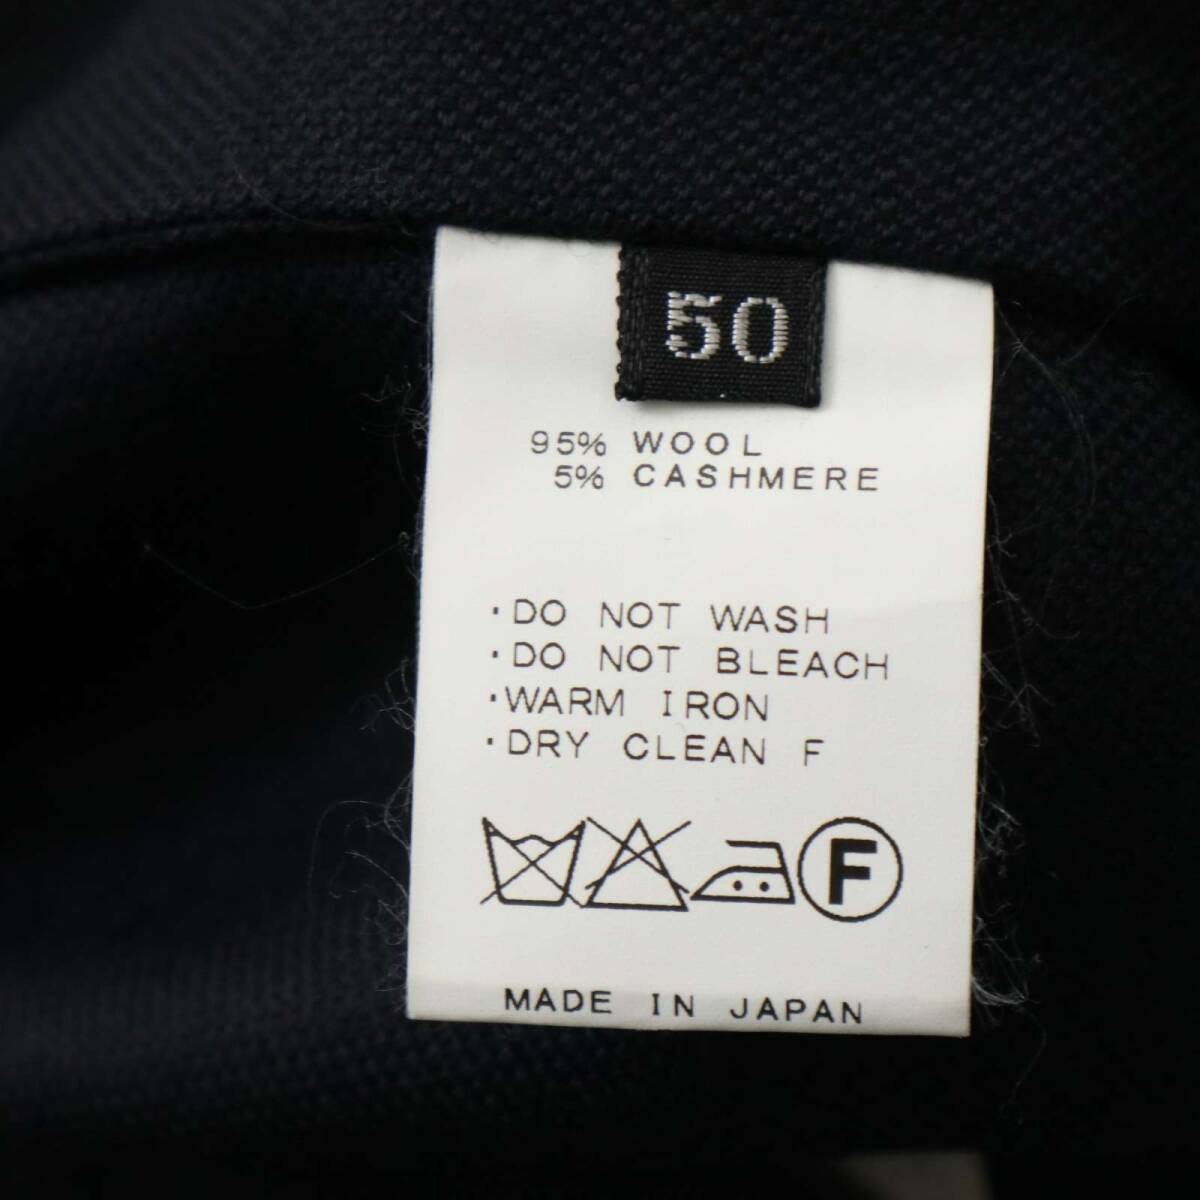 50
95% WOOL
5% CASHMERE
·DO NOT WASH
·DO NOT BLEACH
·WARM IRON
·DRY CLEAN F
F
MADE IN JAPAN